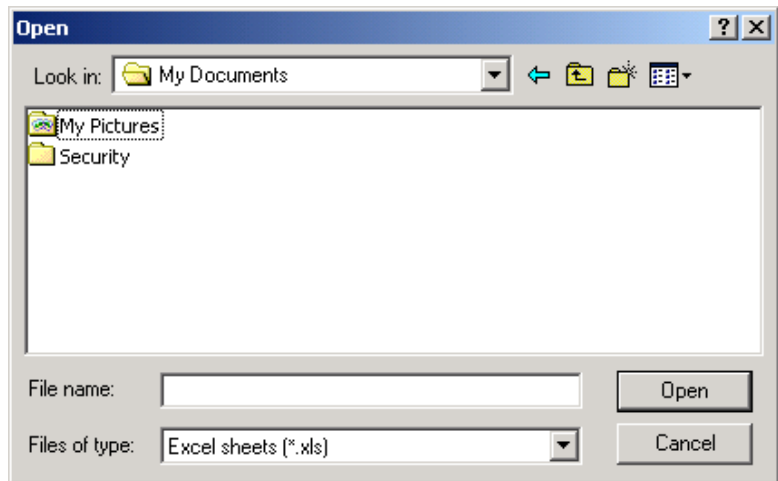 Open
Look in: My Documents
My Pictures
Security
File name: Open
Files of type: Excel sheets (*.xls) Cancel